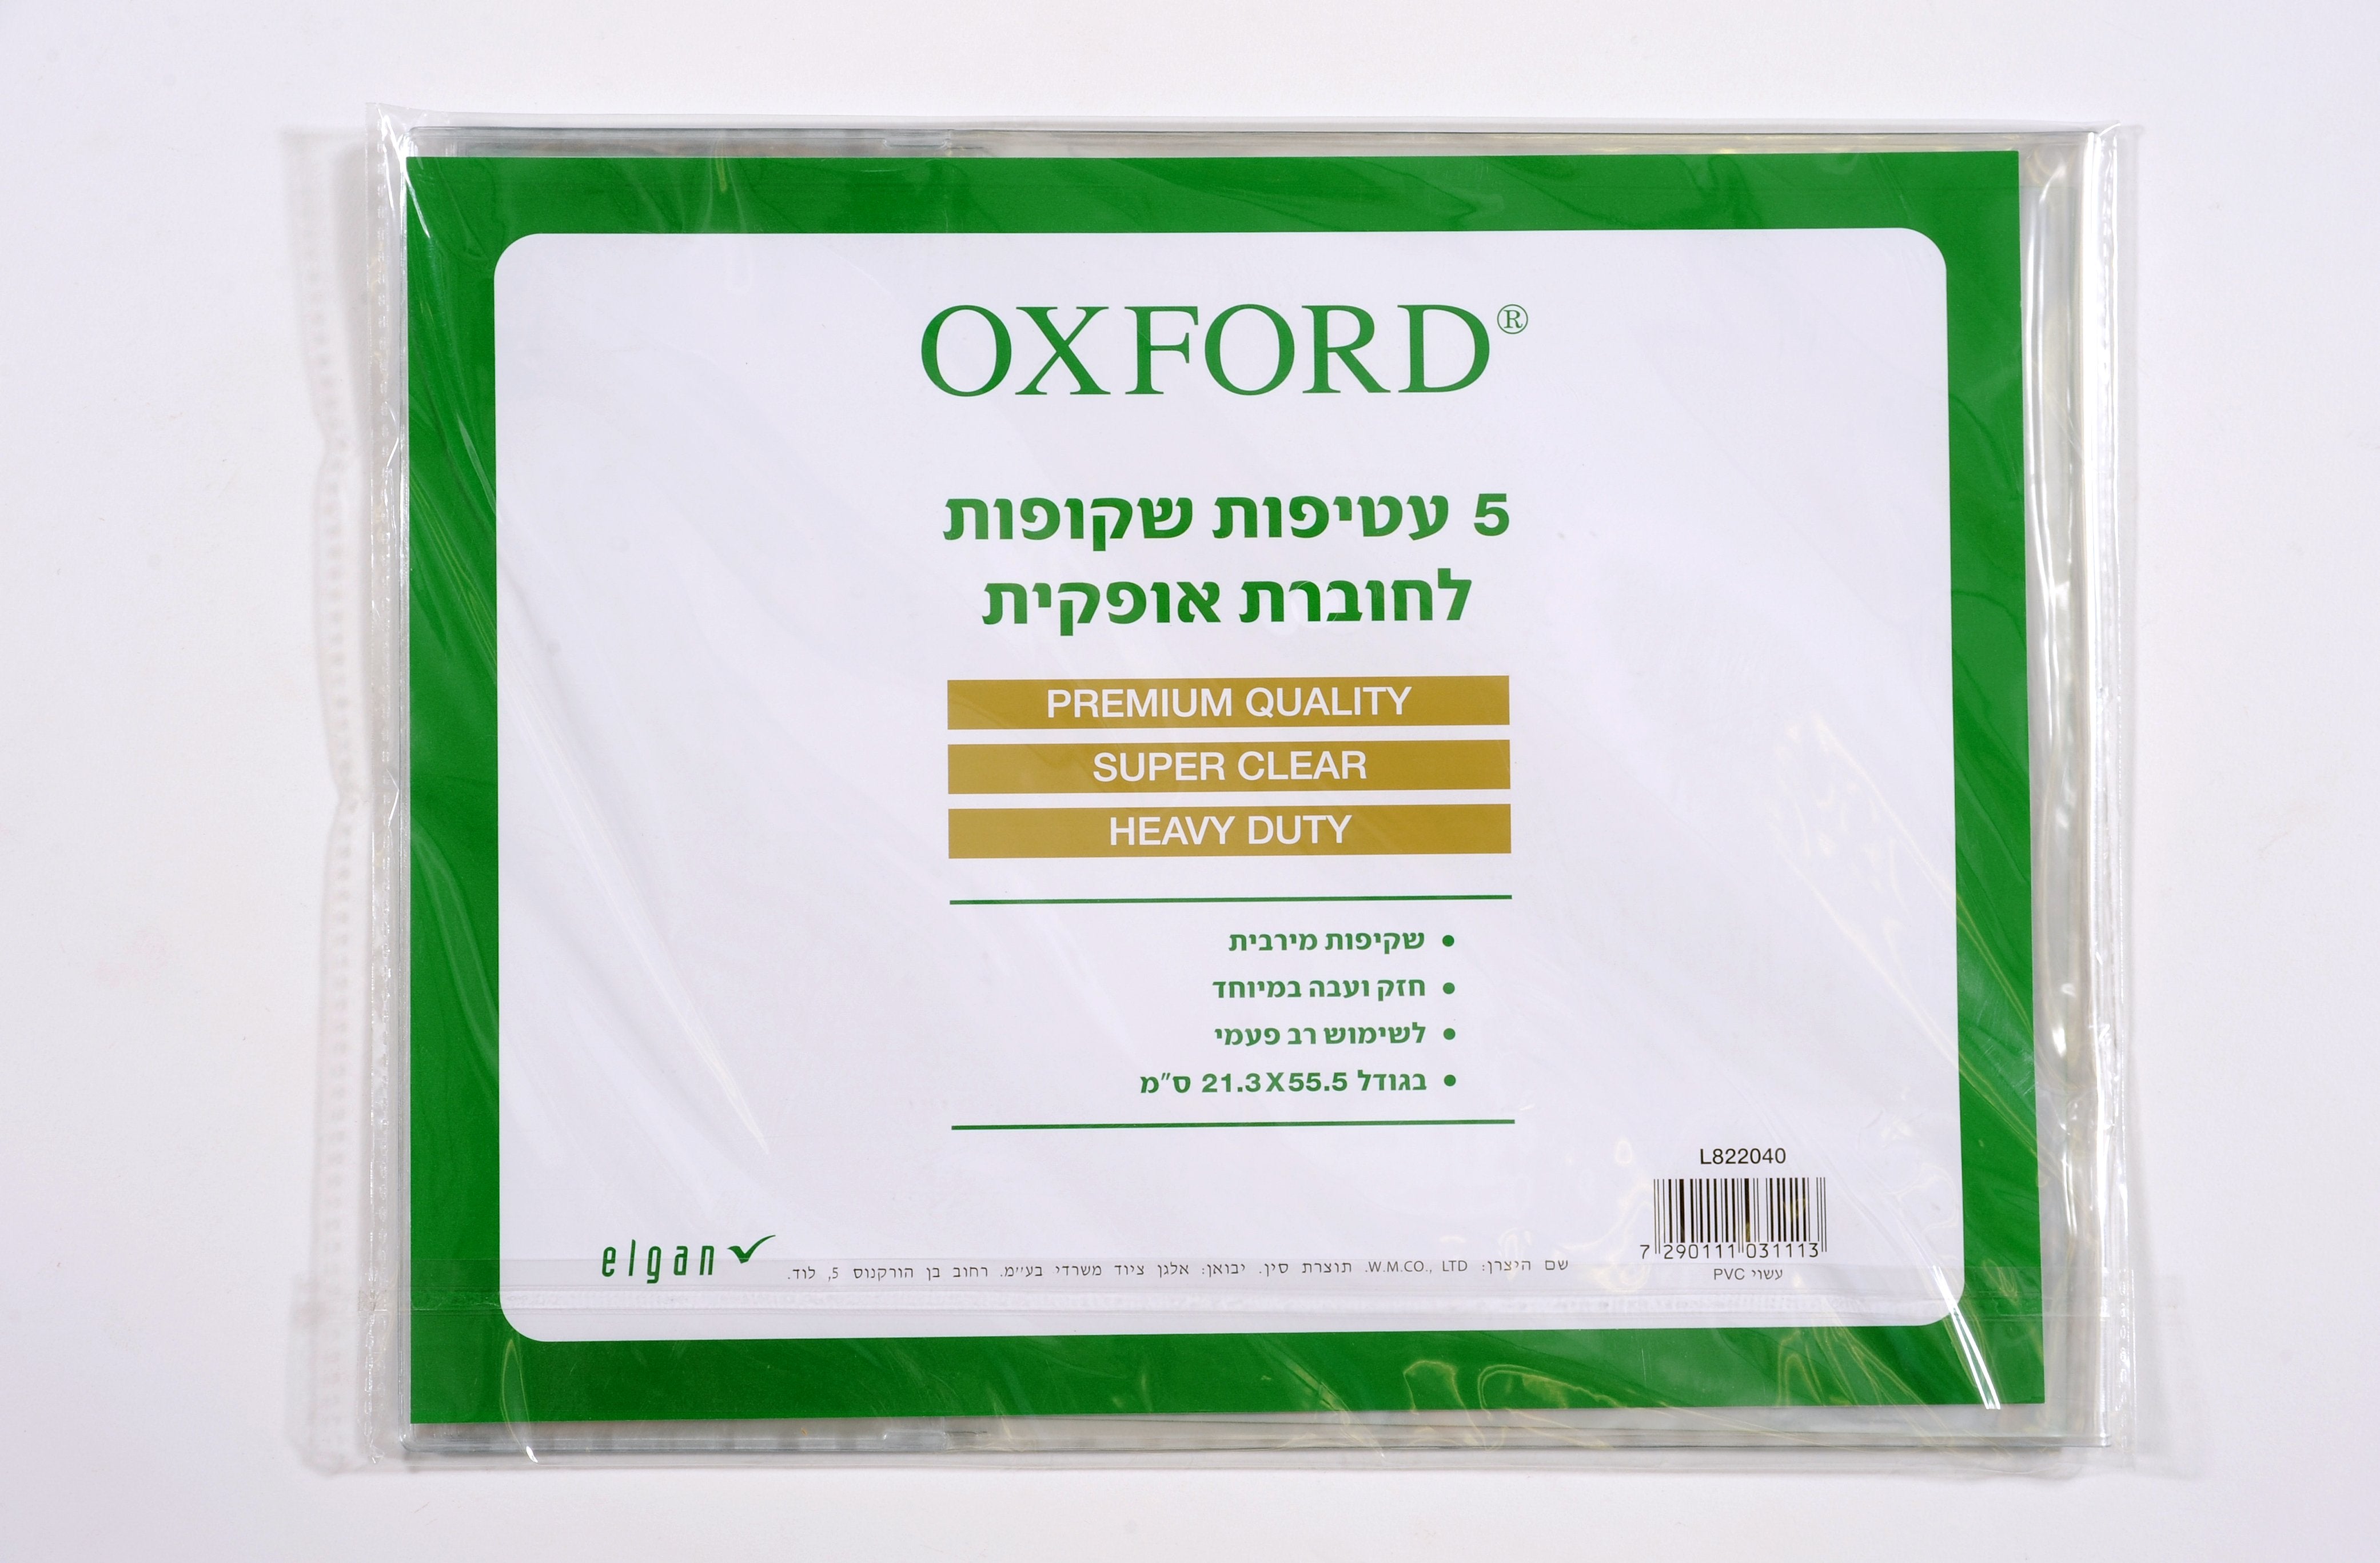 OXFORD®
5 עטיפות שקופות
לחוברת אופקית
PREMIUM QUALITY
SUPER CLEAR
HEAVY DUTY
• שקיפות מירבית
• חזק ועבה במיוחד
• לשימוש רב פעמי
• בגודל 21.3X55.5 ס"מ
L822040
7 290111 031113
עשוי PVC
שם היצרן: W.M.CO., LTD. תוצרת סין. יבואן: אלגן ציוד משרדי בע''מ. רחוב בן הורקנוס 5, לוד.
elgan